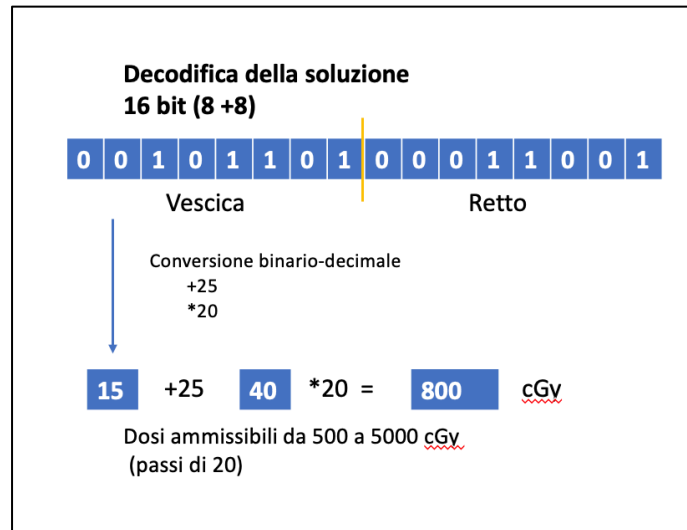 Decodifica della soluzione
16 bit (8 +8)
0 0 1 0 1 1 0 1 0 0 0 1 1 0 0 1
Vescica Retto
Conversione binario-decimale
+25
*20
15 +25 40 *20 = 800 cGy
Dosi ammissibili da 500 a 5000 cGy
(passi di 20)